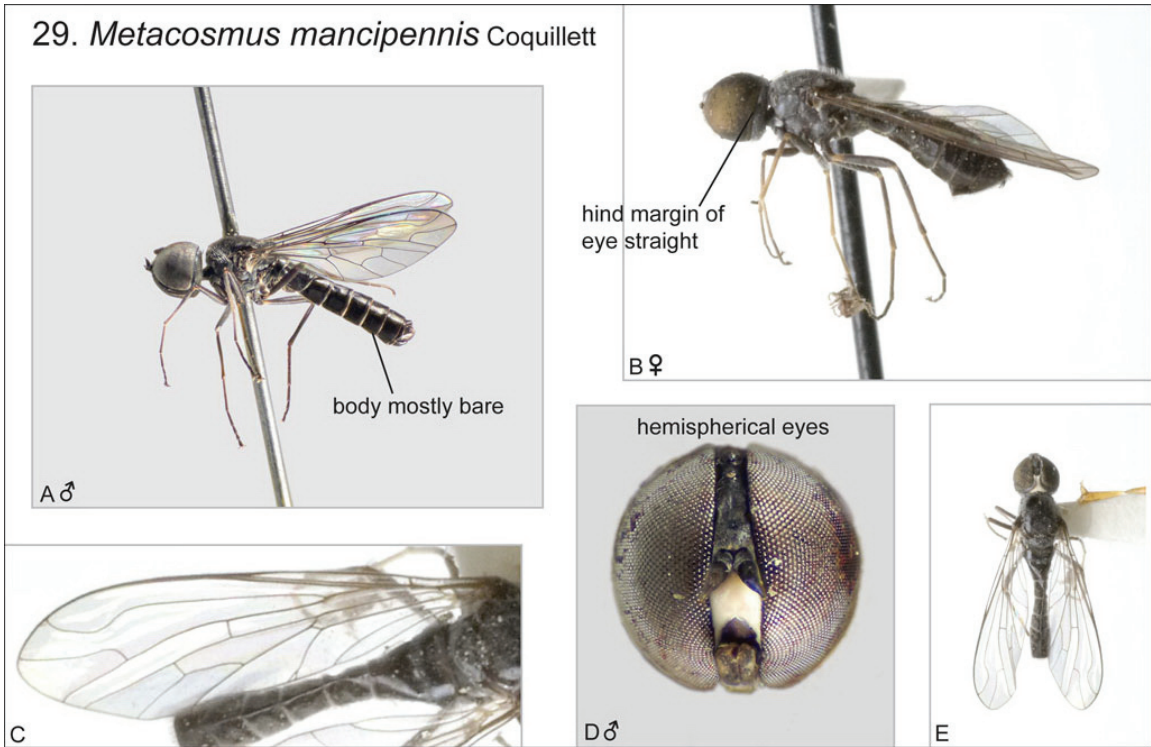 29. Metacosmus mancipennis Coquillett
hind margin of
eye straight
body mostly bare
A ♂
B ♀
hemispherical eyes
C
D ♂
E